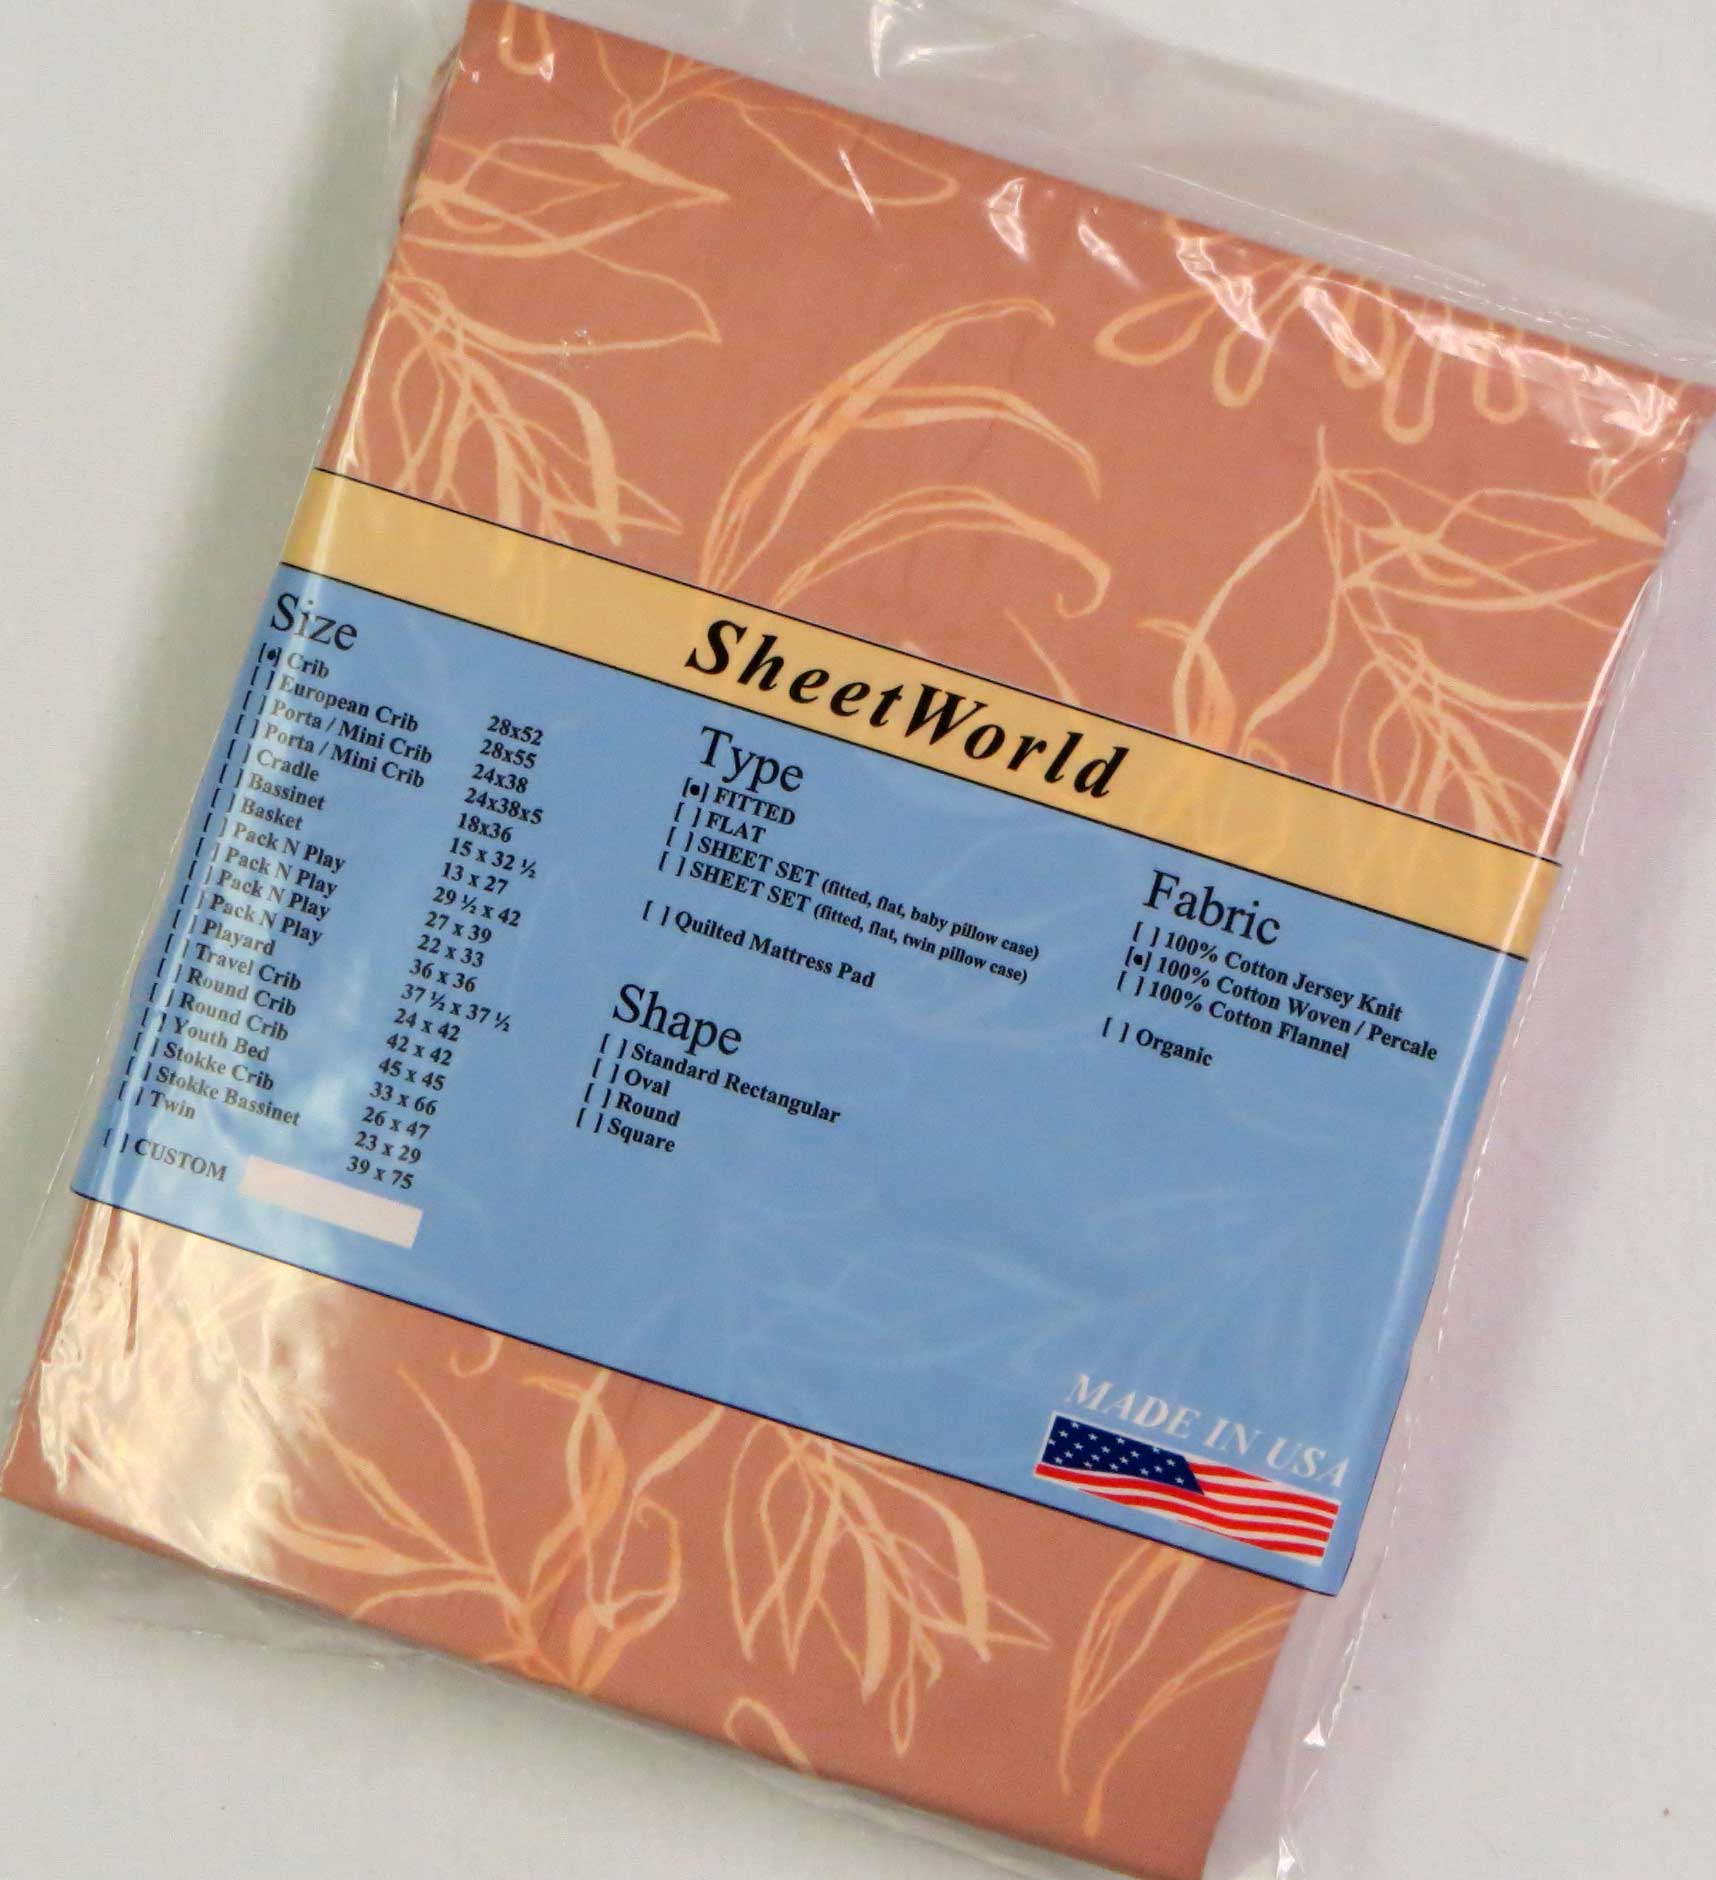 SheetWorld
Size
[•] Crib 28x52
[ ] European Crib 28x55
[ ] Porta / Mini Crib 24x38
[ ] Porta / Mini Crib 24x38x5
[ ] Cradle 18x36
[ ] Bassinet 15 x 32 ½
[ ] Basket 13 x 27
[ ] Pack N Play 29 ½ x 42
[ ] Pack N Play 27 x 39
[ ] Pack N Play 22 x 33
[ ] Pack N Play 36 x 36
[ ] Playard 37 ½ x 37 ½
[ ] Travel Crib 24 x 42
[ ] Round Crib 42 x 42
[ ] Round Crib 45 x 45
[ ] Youth Bed 33 x 66
[ ] Stokke Crib 26 x 47
[ ] Stokke Bassinet 23 x 29
[ ] Twin 39 x 75
[ ] CUSTOM
Type
[•] FITTED
[ ] FLAT
[ ] SHEET SET (fitted, flat, baby pillow case)
[ ] SHEET SET (fitted, flat, twin pillow case)
[ ] Quilted Mattress Pad
Shape
[ ] Standard Rectangular
[ ] Oval
[ ] Round
[ ] Square
Fabric
[ ] 100% Cotton Jersey Knit
[•] 100% Cotton Woven / Percale
[ ] 100% Cotton Flannel
[ ] Organic
MADE IN USA